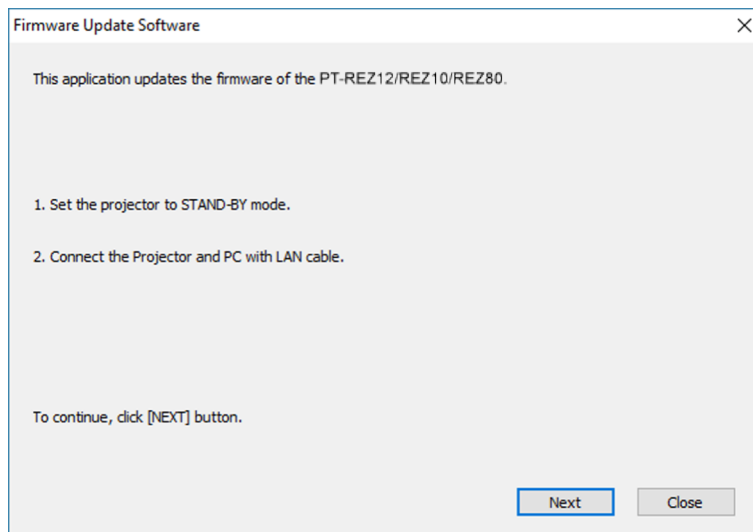 Firmware Update Software
This application updates the firmware of the PT-REZ12/REZ10/REZ80.
1. Set the projector to STAND-BY mode.
2. Connect the Projector and PC with LAN cable.
To continue, click [NEXT] button.
Next
Close